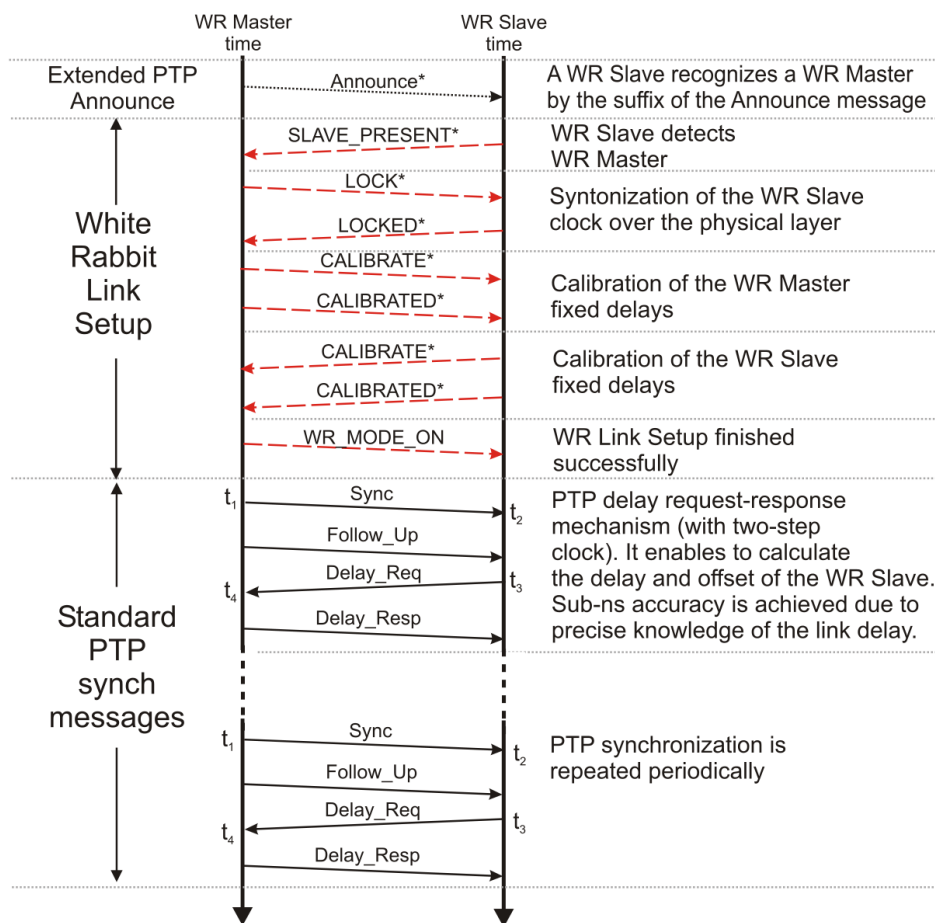 WR Master
time
WR Slave
time
Extended PTP
Announce
Announce*
A WR Slave recognizes a WR Master
by the suffix of the Announce message
White
Rabbit
Link
Setup
SLAVE_PRESENT*
WR Slave detects
WR Master
LOCK*
LOCKED*
Syntonization of the WR Slave
clock over the physical layer
CALIBRATE*
CALIBRATED*
Calibration of the WR Master
fixed delays
CALIBRATE*
CALIBRATED*
Calibration of the WR Slave
fixed delays
WR_MODE_ON
WR Link Setup finished
successfully
Standard
PTP
synch
messages
t1
Sync
t2
Follow_Up
Delay_Req
t3
t4
Delay_Resp
PTP delay request-response
mechanism (with two-step
clock). It enables to calculate
the delay and offset of the WR Slave.
Sub-ns accuracy is achieved due to
precise knowledge of the link delay.
t1
Sync
t2
Follow_Up
Delay_Req
t3
t4
Delay_Resp
PTP synchronization is
repeated periodically